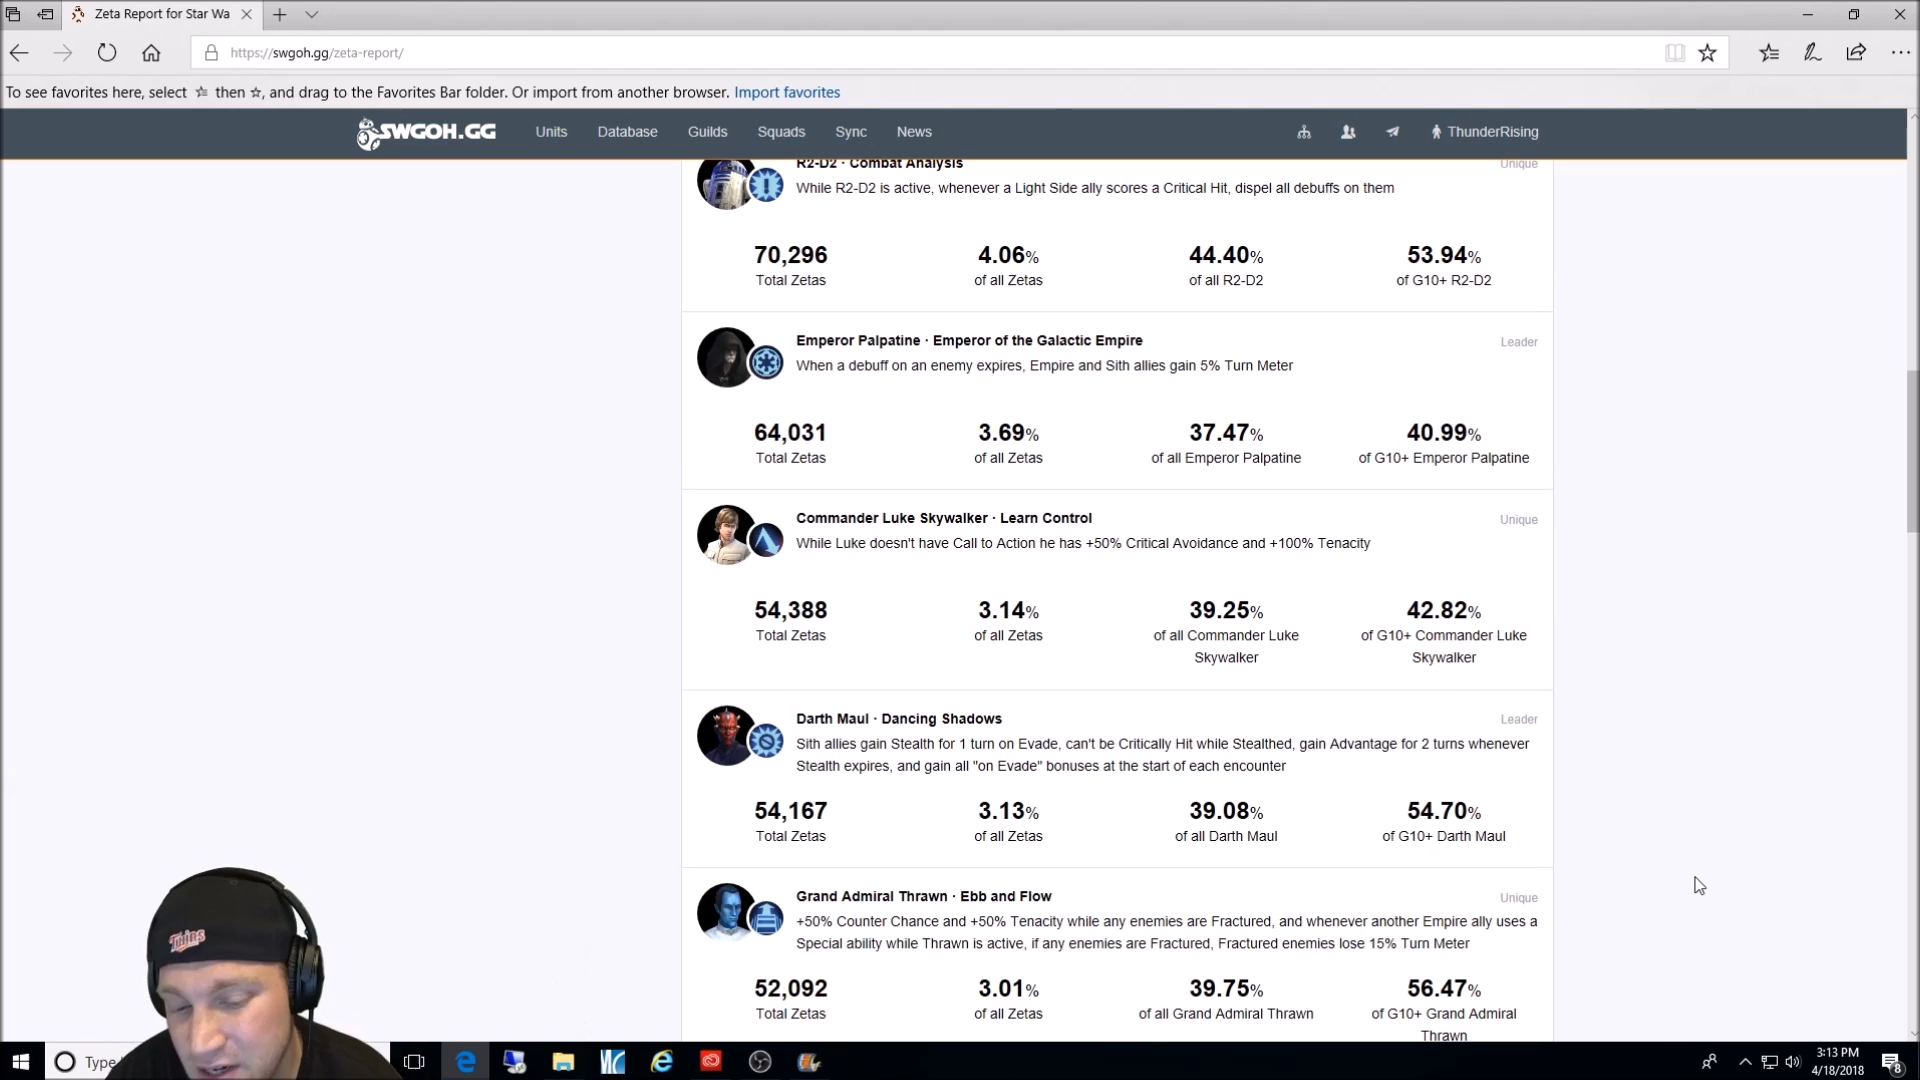 Zeta Report for Star Wa
https://swgoh.gg/zeta-report/
To see favorites here, select then , and drag to the Favorites Bar folder. Or import from another browser. Import favorites
SWGOH.GG Units Database Guilds Squads Sync News ThunderRising
R2-D2 · Combat Analysis Unique
While R2-D2 is active, whenever a Light Side ally scores a Critical Hit, dispel all debuffs on them
70,296 4.06% 44.40% 53.94%
Total Zetas of all Zetas of all R2-D2 of G10+ R2-D2
Emperor Palpatine · Emperor of the Galactic Empire Leader
When a debuff on an enemy expires, Empire and Sith allies gain 5% Turn Meter
64,031 3.69% 37.47% 40.99%
Total Zetas of all Zetas of all Emperor Palpatine of G10+ Emperor Palpatine
Commander Luke Skywalker · Learn Control Unique
While Luke doesn't have Call to Action he has +50% Critical Avoidance and +100% Tenacity
54,388 3.14% 39.25% 42.82%
Total Zetas of all Zetas of all Commander Luke of G10+ Commander Luke
Skywalker Skywalker
Darth Maul · Dancing Shadows Leader
Sith allies gain Stealth for 1 turn on Evade, can't be Critically Hit while Stealthed, gain Advantage for 2 turns whenever
Stealth expires, and gain all "on Evade" bonuses at the start of each encounter
54,167 3.13% 39.08% 54.70%
Total Zetas of all Zetas of all Darth Maul of G10+ Darth Maul
Grand Admiral Thrawn · Ebb and Flow Unique
+50% Counter Chance and +50% Tenacity while any enemies are Fractured, and whenever another Empire ally uses a
Special ability while Thrawn is active, if any enemies are Fractured, Fractured enemies lose 15% Turn Meter
52,092 3.01% 39.75% 56.47%
Total Zetas of all Zetas of all Grand Admiral Thrawn of G10+ Grand Admiral
Thrawn
Twins
Type
3:13 PM
4/18/2018
8